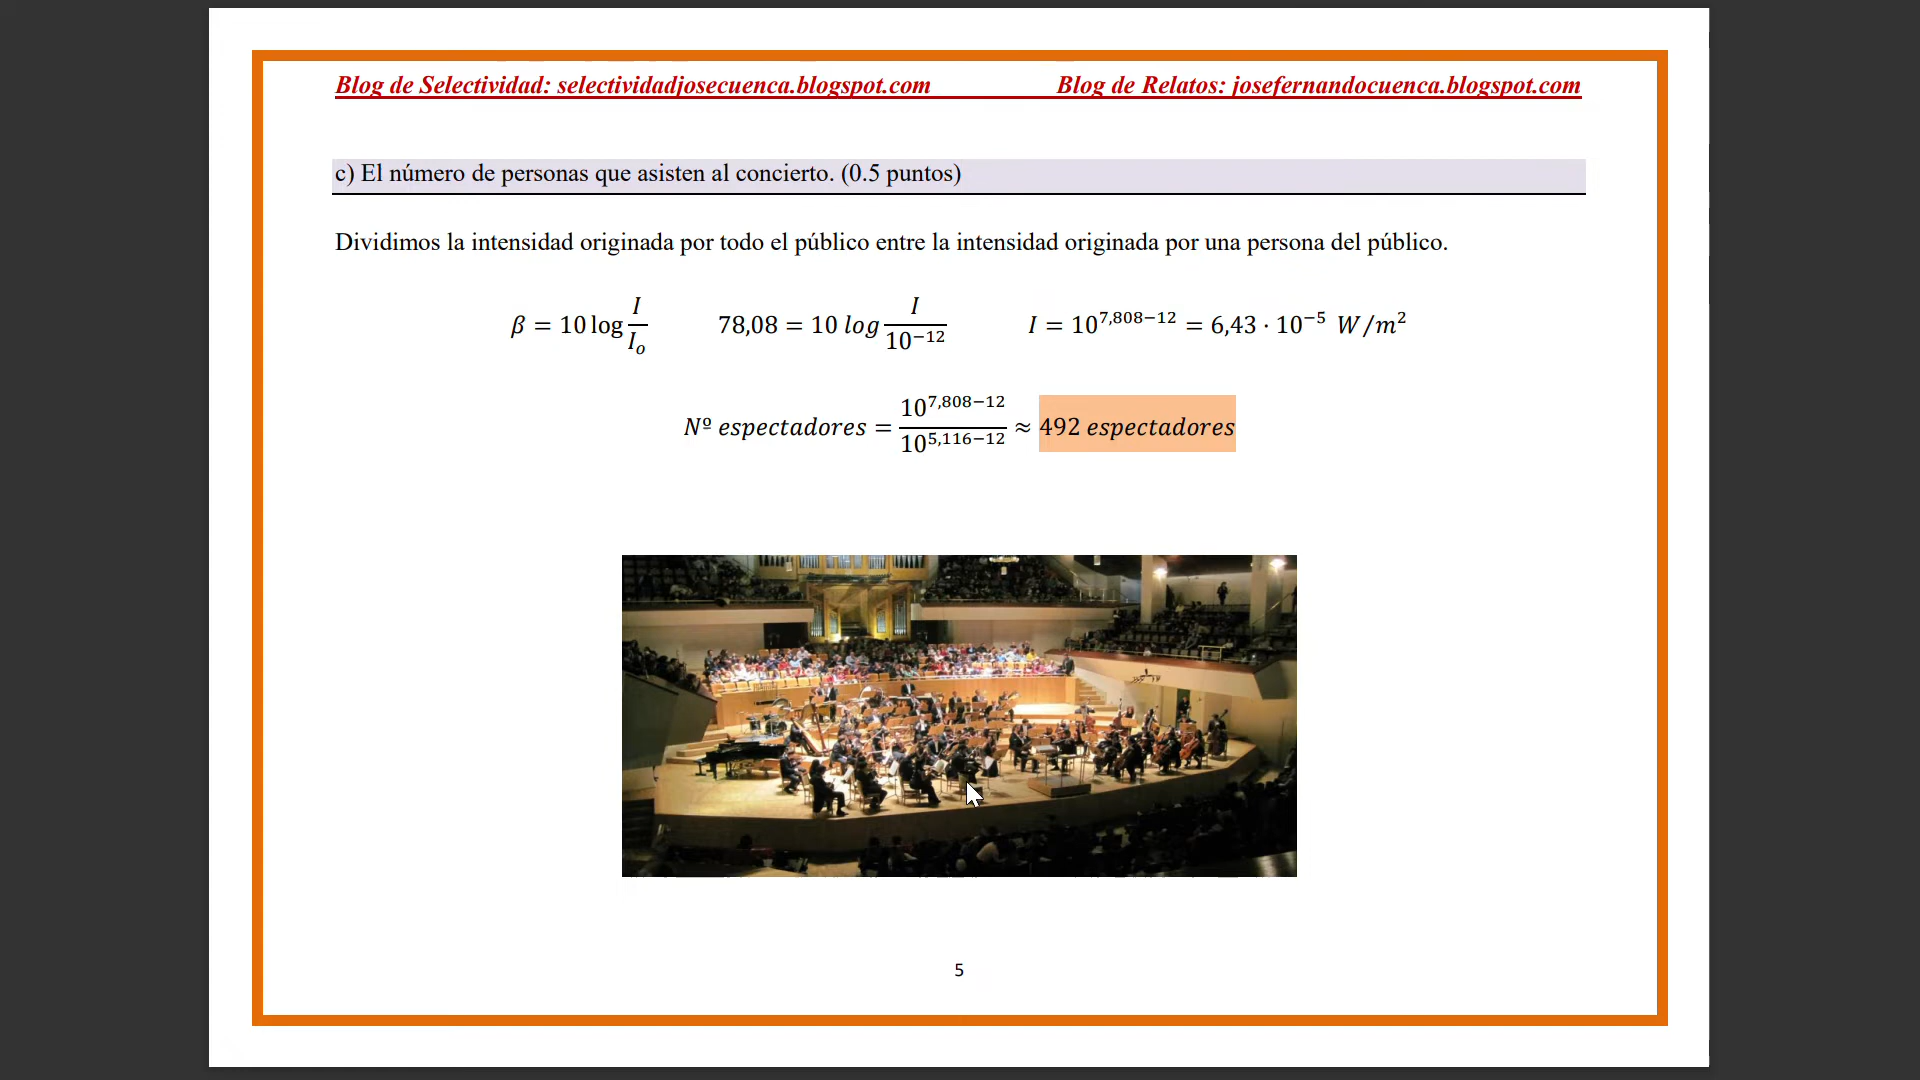 Blog de Selectividad: selectividadjosecuenca.blogspot.com Blog de Relatos: josefernandocuenca.blogspot.com
c) El número de personas que asisten al concierto. (0.5 puntos)
Dividimos la intensidad originada por todo el público entre la intensidad originada por una persona del público.
β = 10 log I/Iₒ 78,08 = 10 log I/10⁻¹² I = 10^(7,808−12) = 6,43 · 10⁻⁵ W/m²
Nº espectadores = 10^(7,808−12)/10^(5,116−12) ≈ 492 espectadores
5